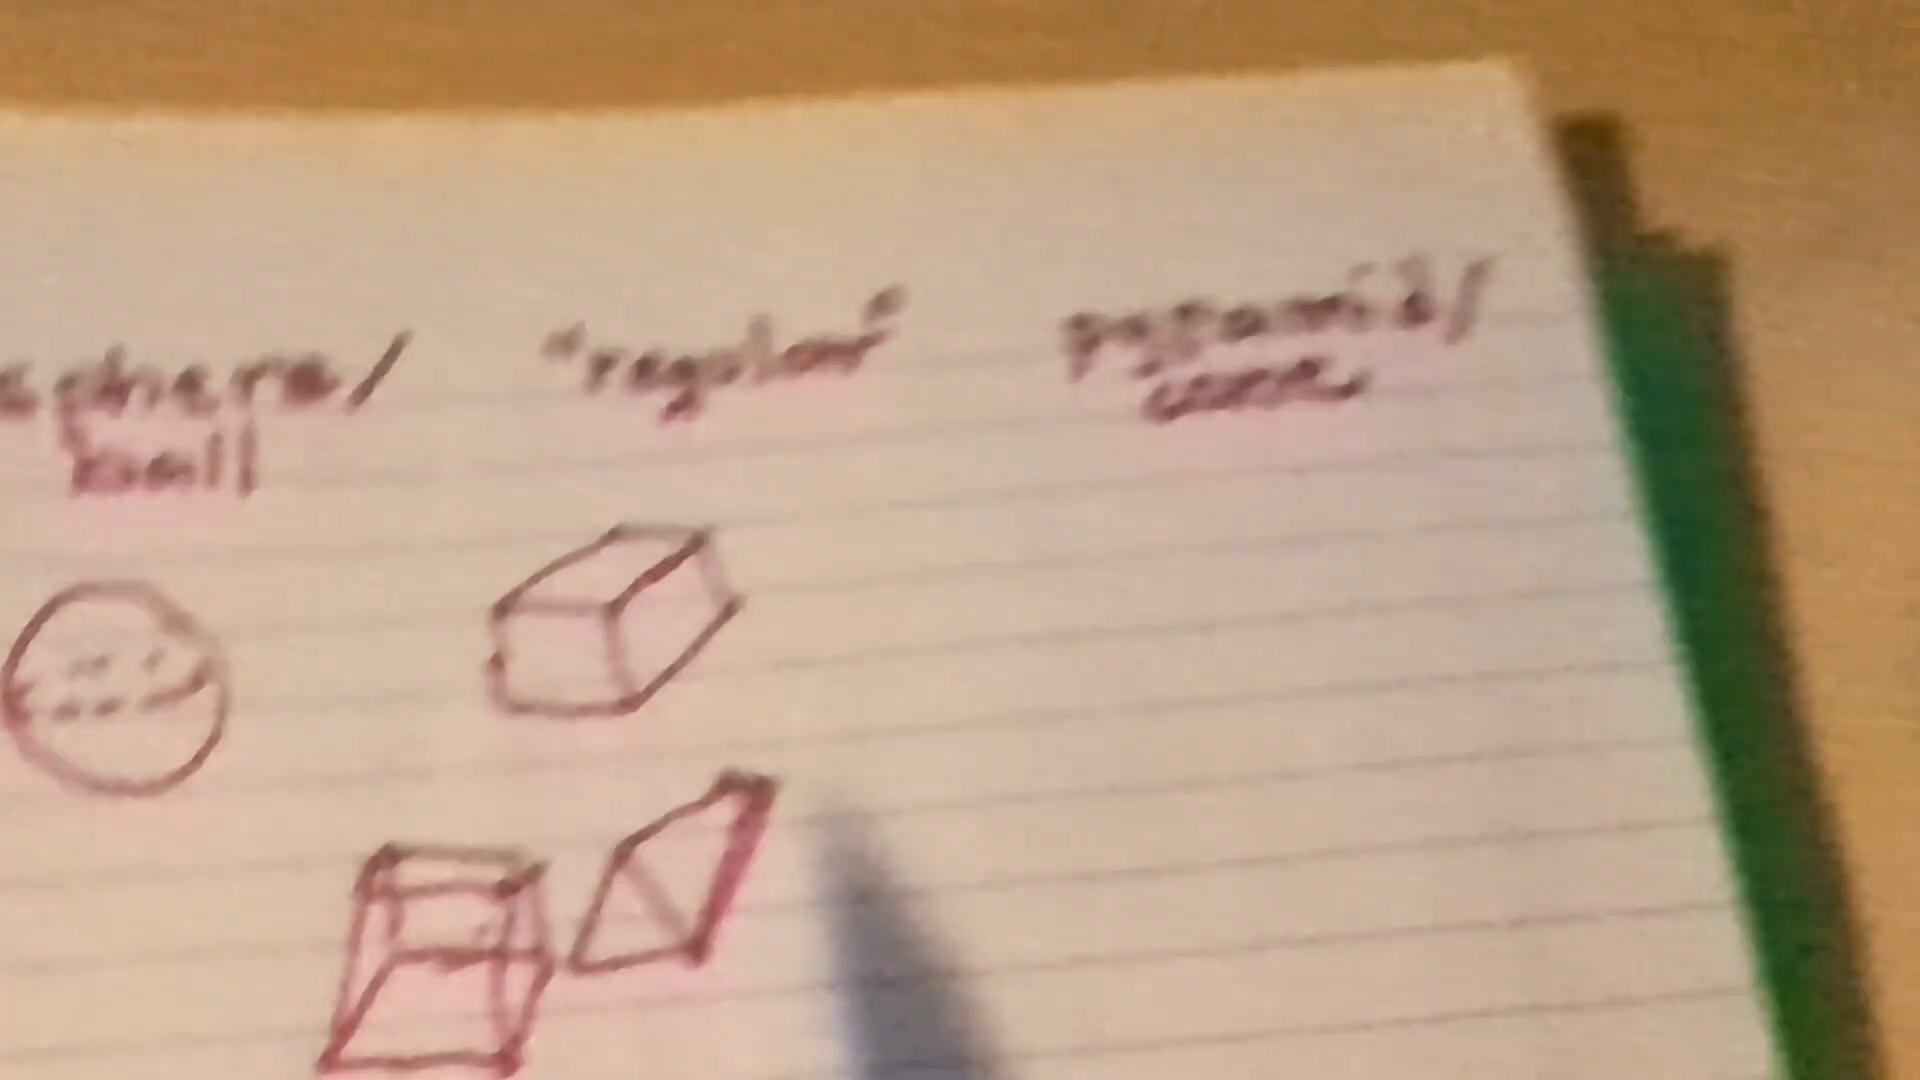 sphere/
ball
"regular"
pyramid/
cone